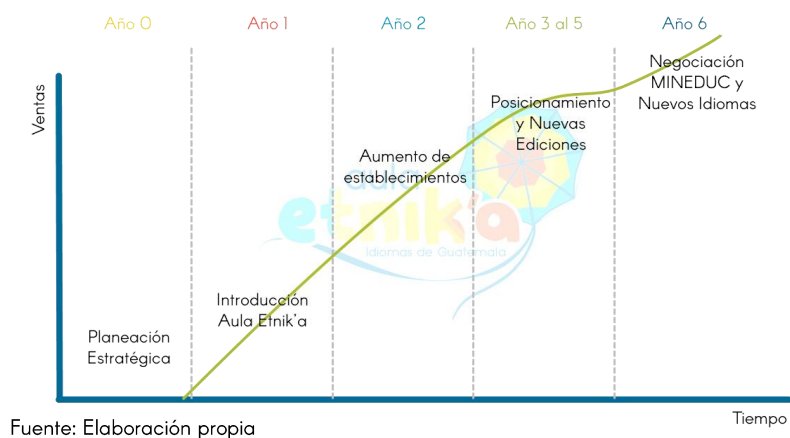 Año 0
Año 1
Año 2
Año 3 al 5
Año 6
Ventas
Negociación
MINEDUC y
Nuevos Idiomas
Posicionamiento
y Nuevas
Ediciones
Aumento de
establecimientos
aula
etnik'a
Idiomas de Guatemala
Introducción
Aula Etnik'a
Planeación
Estratégica
Tiempo
Fuente: Elaboración propia